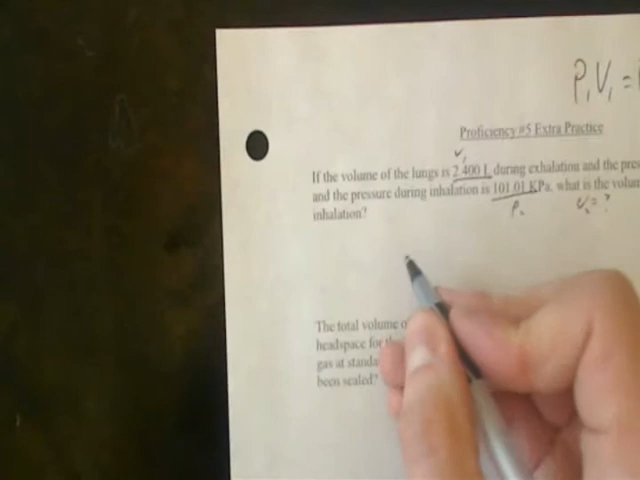 P₁V₁ =
Proficiency #5 Extra Practice
V₁
If the volume of the lungs is 2.400 L during exhalation and the pres
and the pressure during inhalation is 101.01 KPa, what is the volum
P₂ V₂ = ?
inhalation?
The total volume o
headspace for th
gas at standa
been sealed?